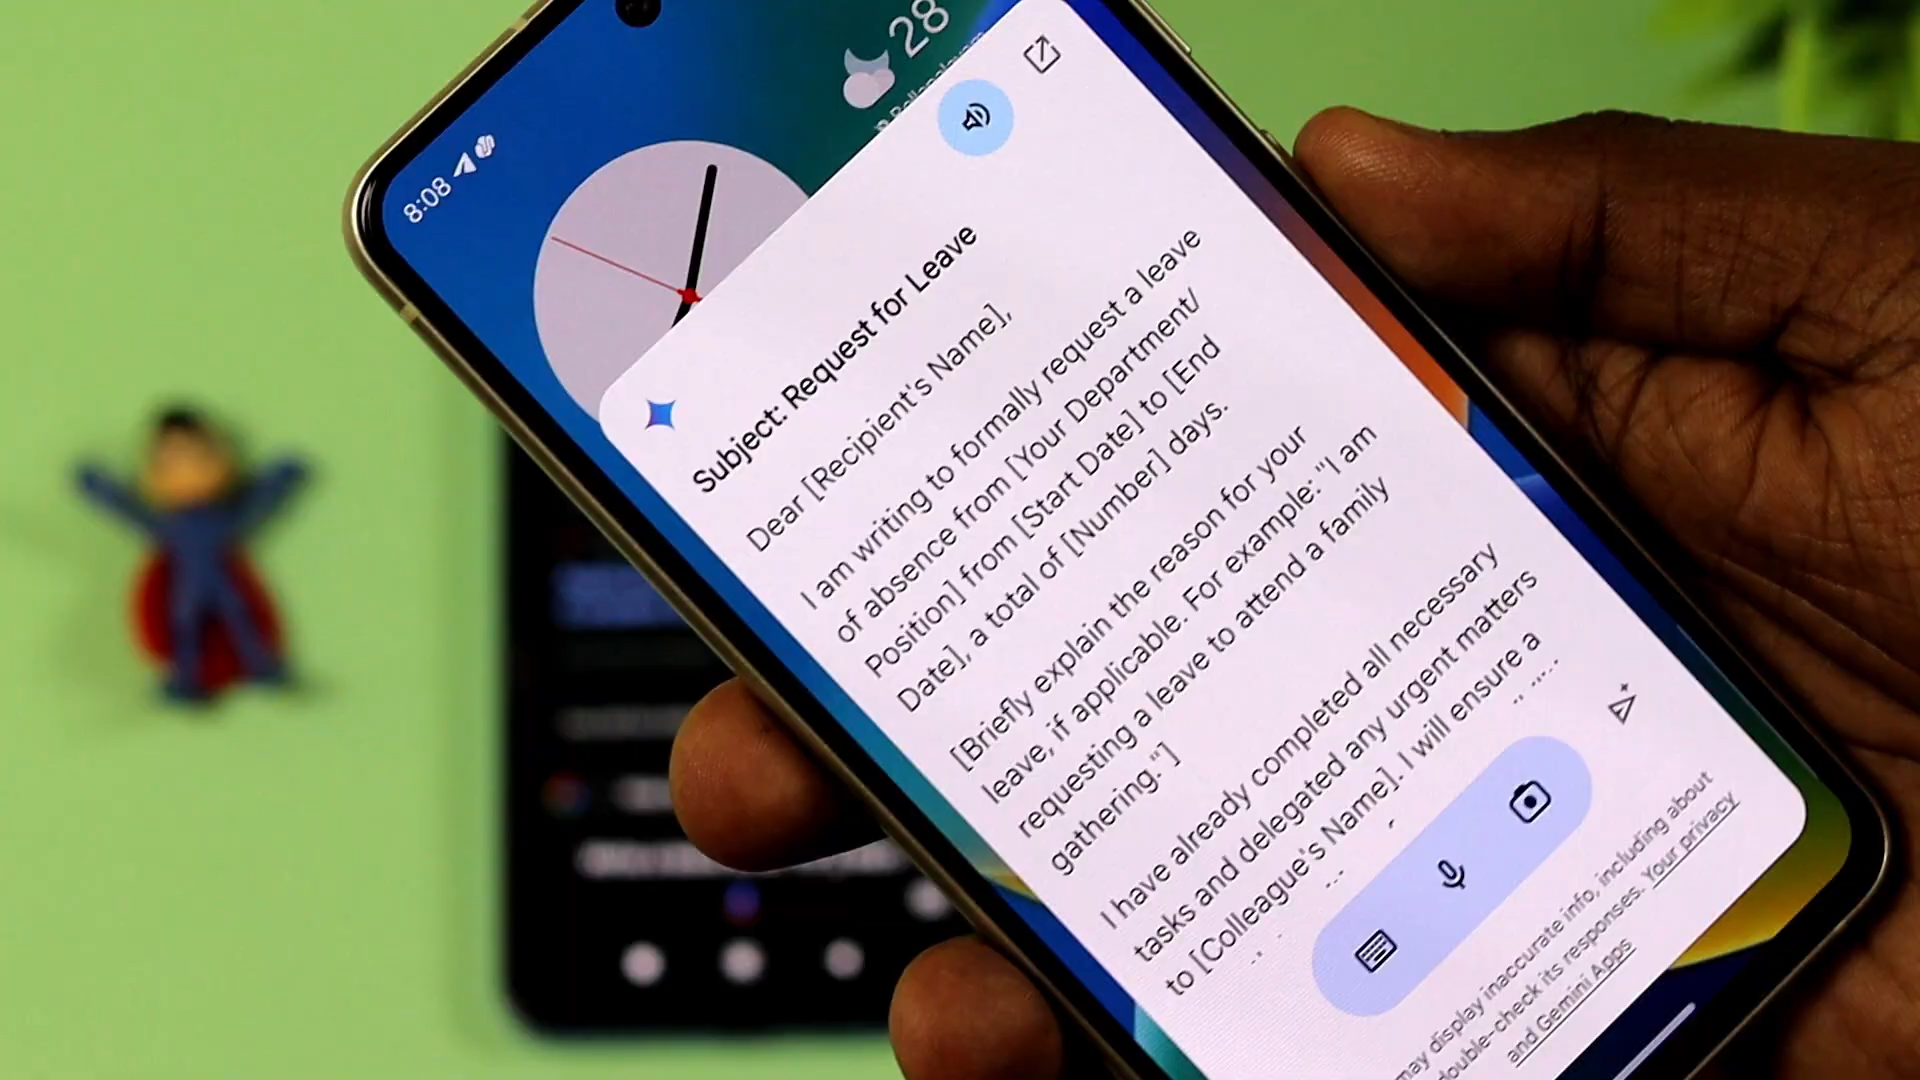 8:08
28
Subject: Request for Leave
Dear [Recipient's Name],
I am writing to formally request a leave
of absence from [Your Department/
Position] from [Start Date] to [End
Date], a total of [Number] days.
[Briefly explain the reason for your
leave, if applicable. For example: "I am
requesting a leave to attend a family
gathering."]
I have already completed all necessary
tasks and delegated any urgent matters
to [Colleague's Name]. I will ensure a
may display inaccurate info, including about
double-check its responses. Your privacy
and Gemini Apps